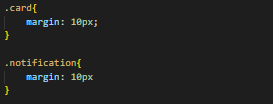 .card{
    margin: 10px;
}

.notification{
    margin: 10px
}